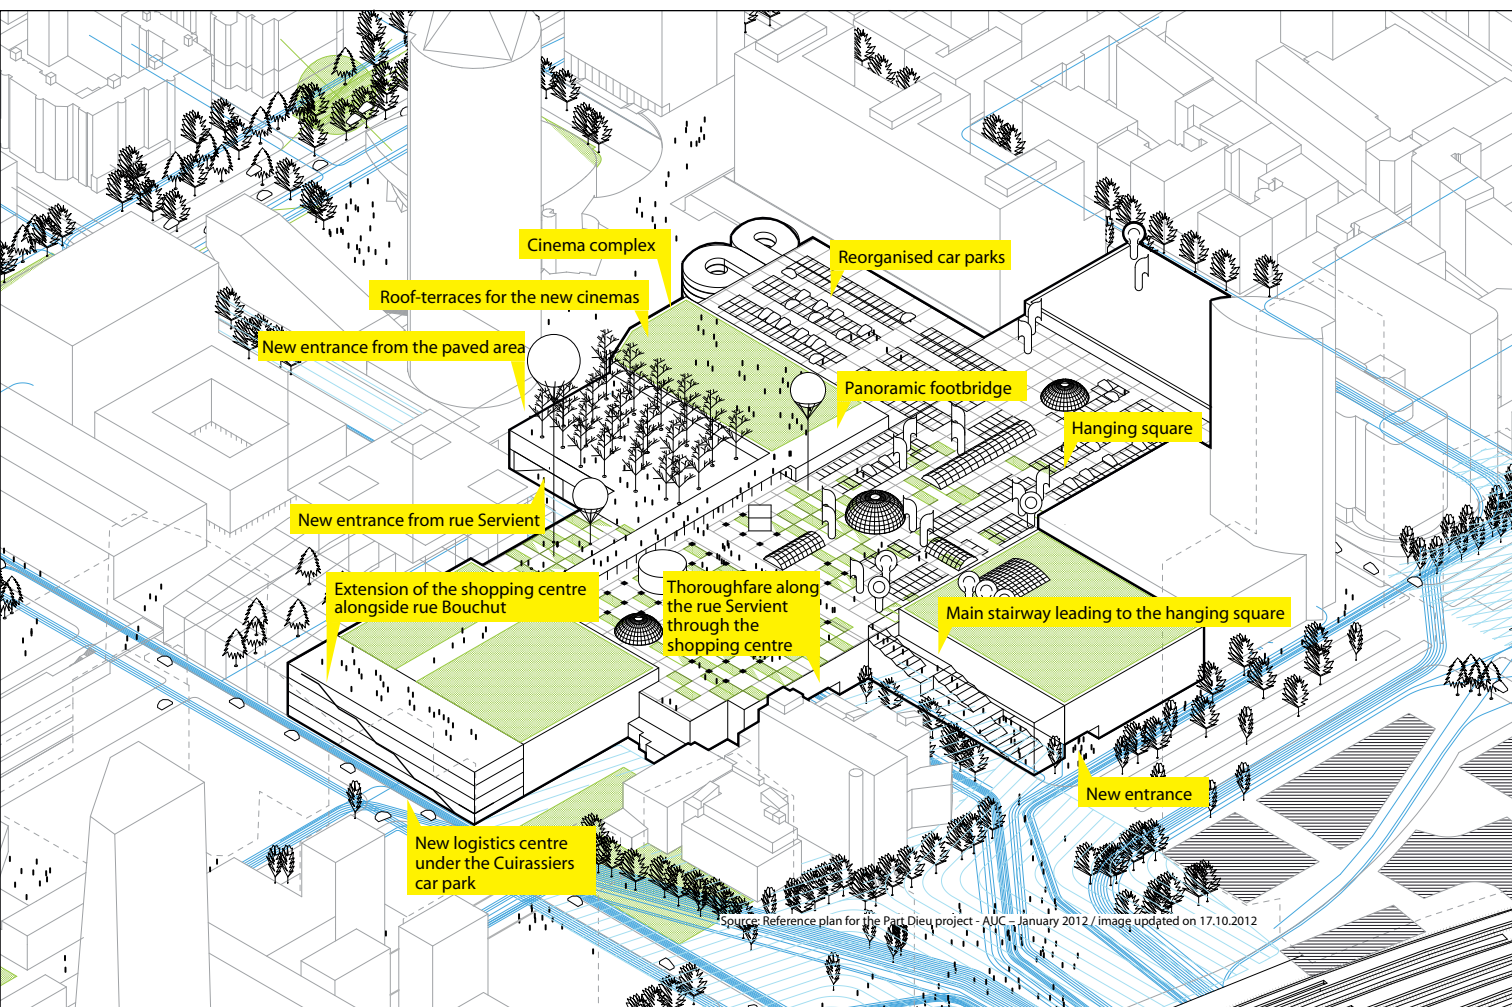 Cinema complex
Reorganised car parks
Roof-terraces for the new cinemas
New entrance from the paved area
Panoramic footbridge
Hanging square
New entrance from rue Servient
Extension of the shopping centre
alongside rue Bouchut
Thoroughfare along
the rue Servient
through the
shopping centre
Main stairway leading to the hanging square
New entrance
New logistics centre
under the Cuirassiers
car park
Source: Reference plan for the Part Dieu project - AUC – January 2012 / image updated on 17.10.2012